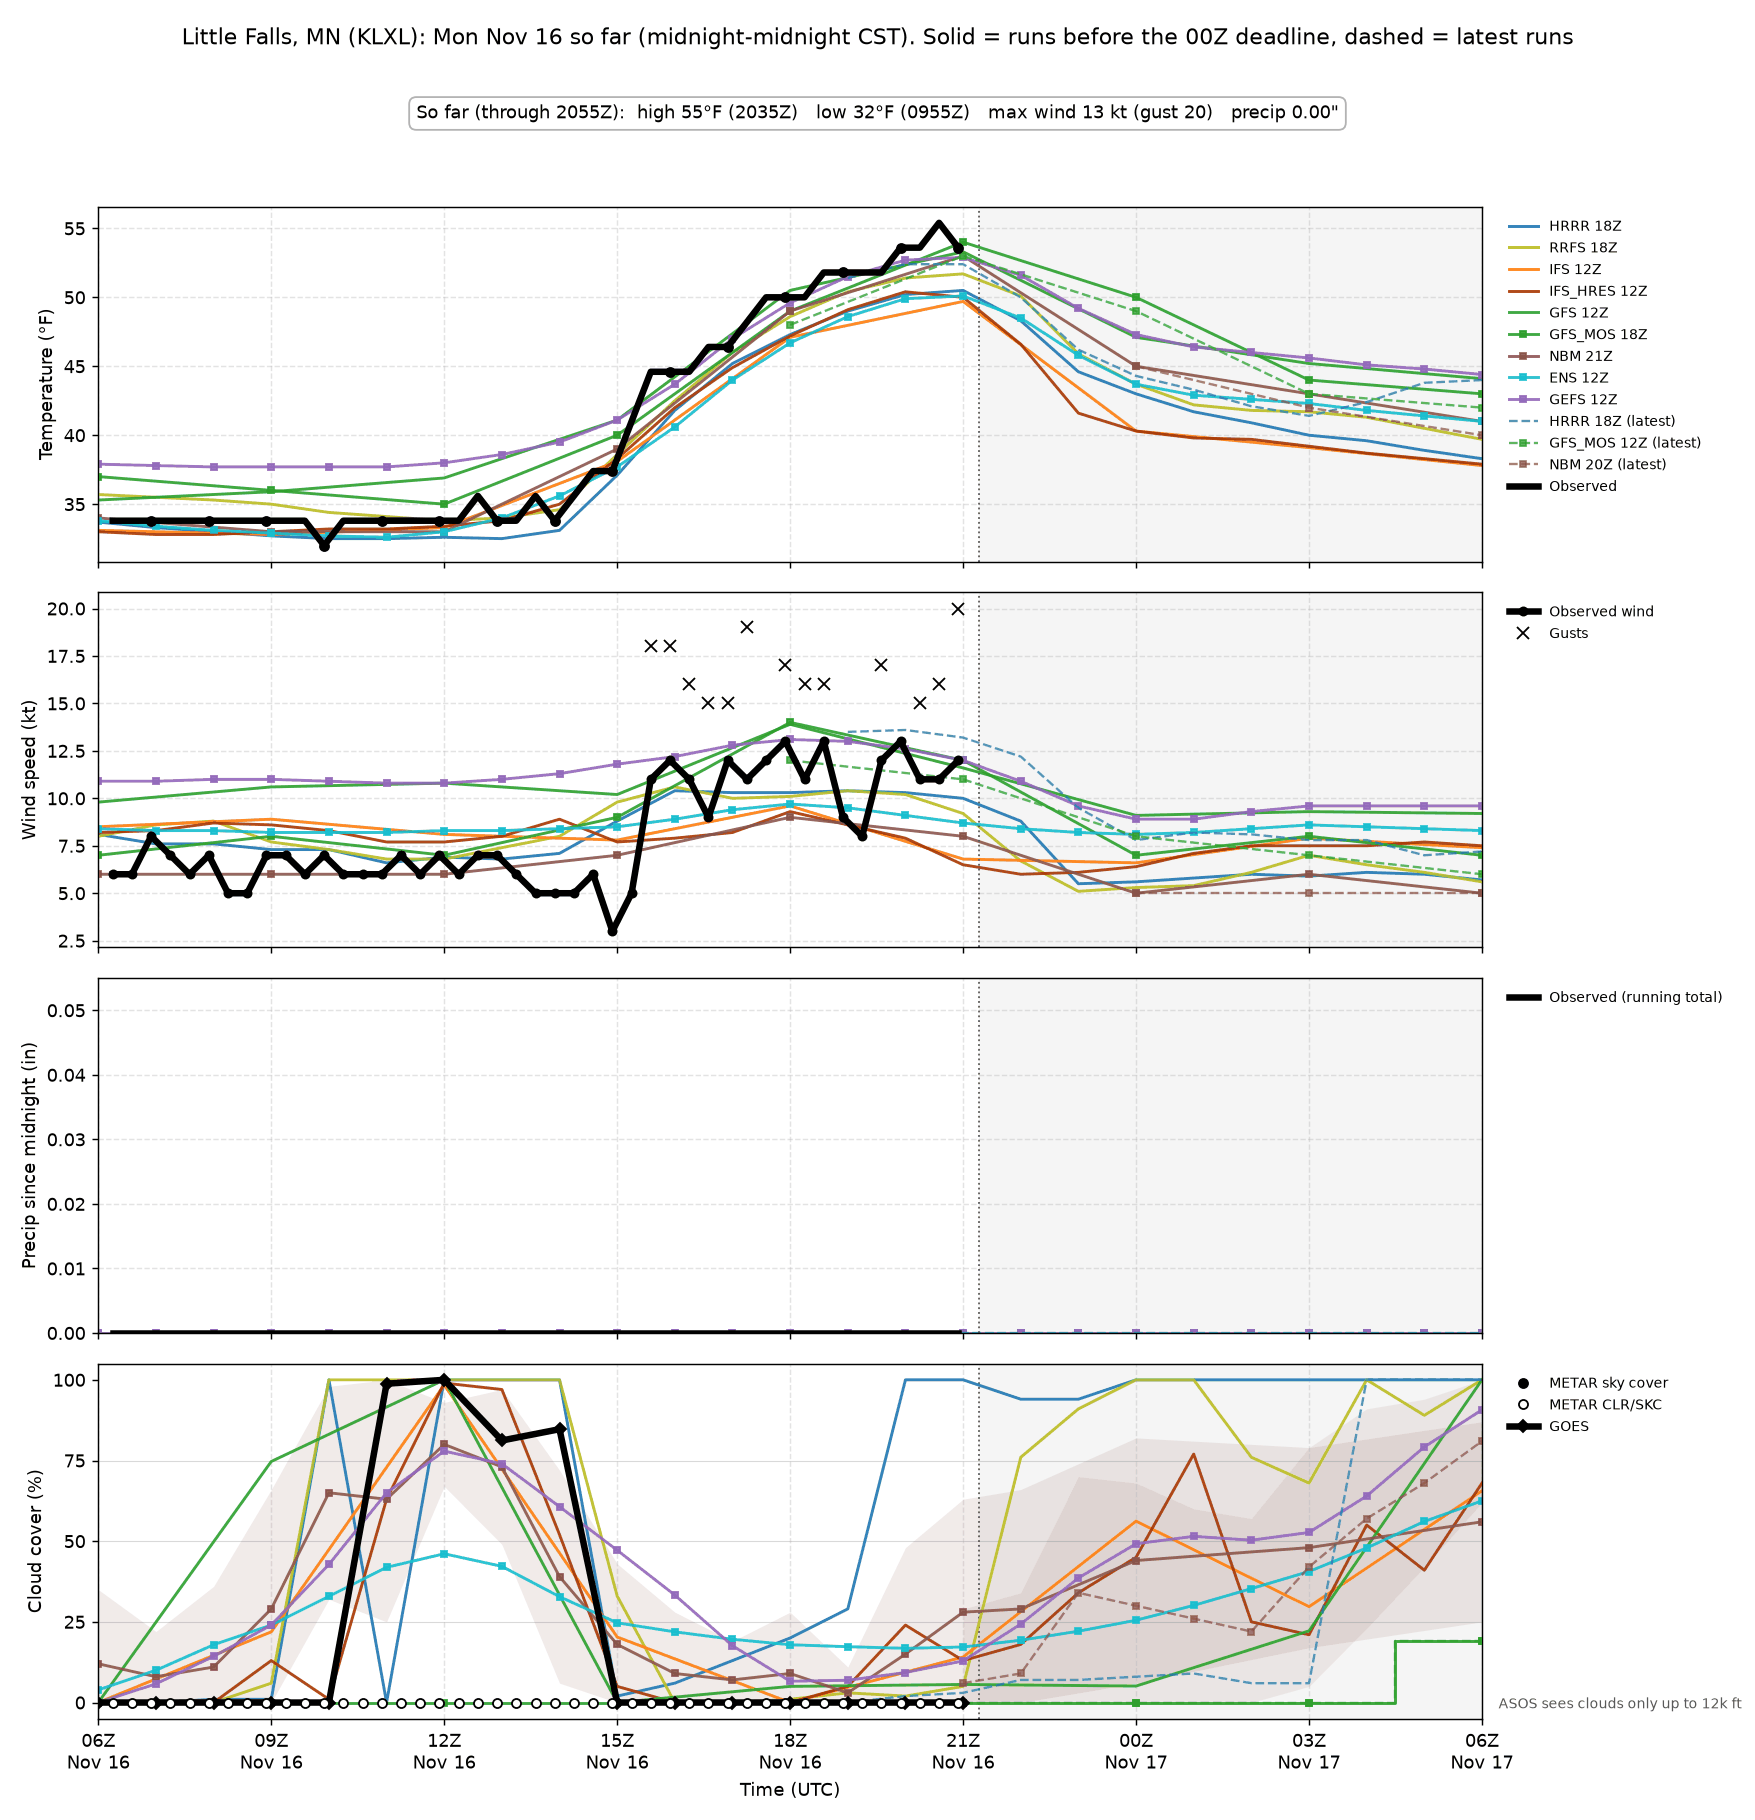 Little Falls, MN (KLXL): Mon Nov 16 so far (midnight-midnight CST). Solid = runs before the 00Z deadline, dashed = latest runs
So far (through 2055Z):  high 55°F (2035Z)   low 32°F (0955Z)   max wind 13 kt (gust 20)   precip 0.00"
Temperature (°F)
55
50
45
40
35
HRRR 18Z
RRFS 18Z
IFS 12Z
IFS_HRES 12Z
GFS 12Z
GFS_MOS 18Z
NBM 21Z
ENS 12Z
GEFS 12Z
HRRR 18Z (latest)
GFS_MOS 12Z (latest)
NBM 20Z (latest)
Observed
Wind speed (kt)
20.0
17.5
15.0
12.5
10.0
7.5
5.0
2.5
Observed wind
Gusts
Precip since midnight (in)
0.05
0.04
0.03
0.02
0.01
0.00
Observed (running total)
Cloud cover (%)
100
75
50
25
0
METAR sky cover
METAR CLR/SKC
GOES
ASOS sees clouds only up to 12k ft
06Z 09Z 12Z 15Z 18Z 21Z 00Z 03Z 06Z
Nov 16 Nov 16 Nov 16 Nov 16 Nov 16 Nov 16 Nov 17 Nov 17 Nov 17
Time (UTC)